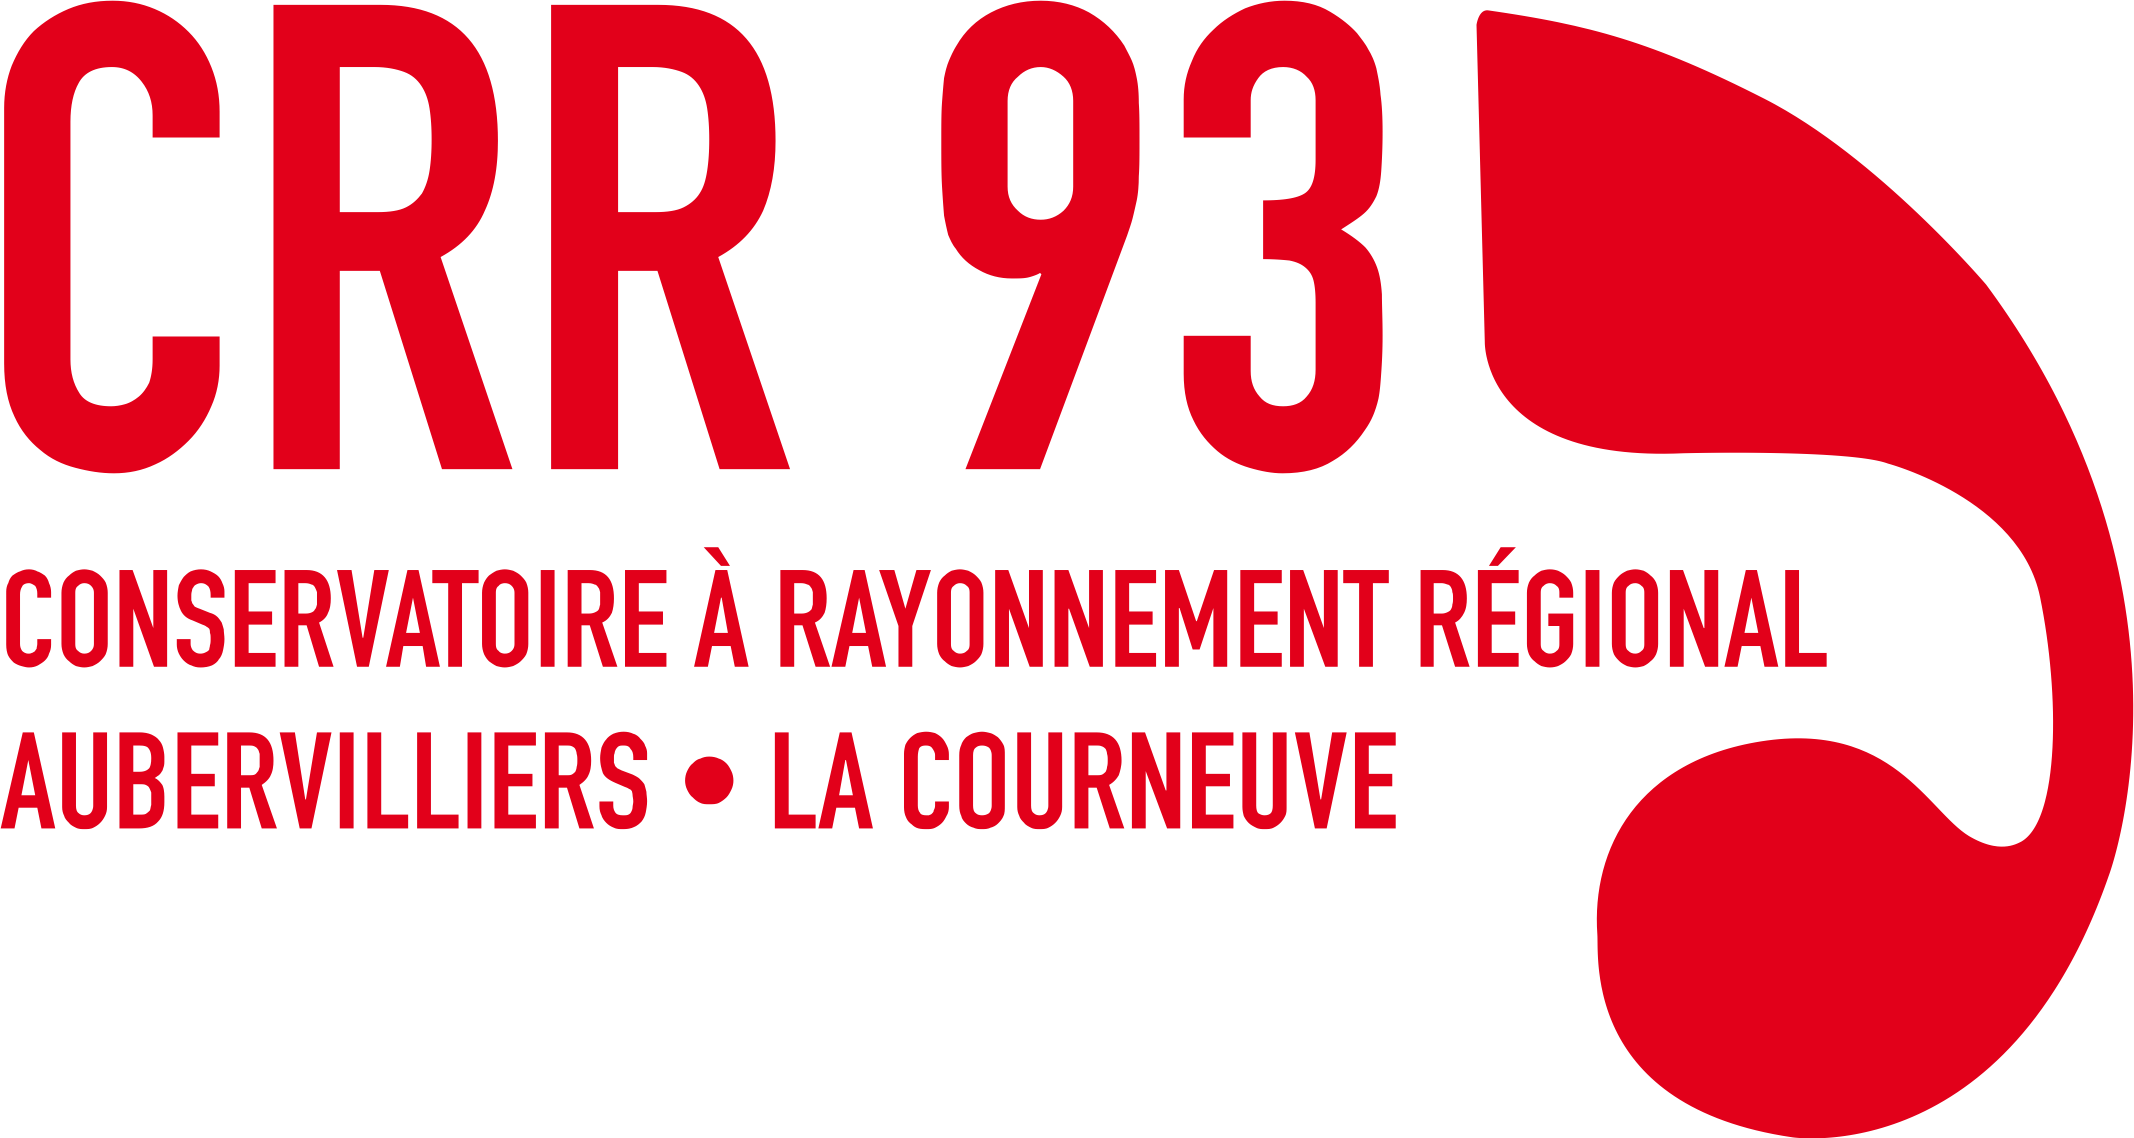 CRR 93
CONSERVATOIRE À RAYONNEMENT RÉGIONAL
AUBERVILLIERS • LA COURNEUVE